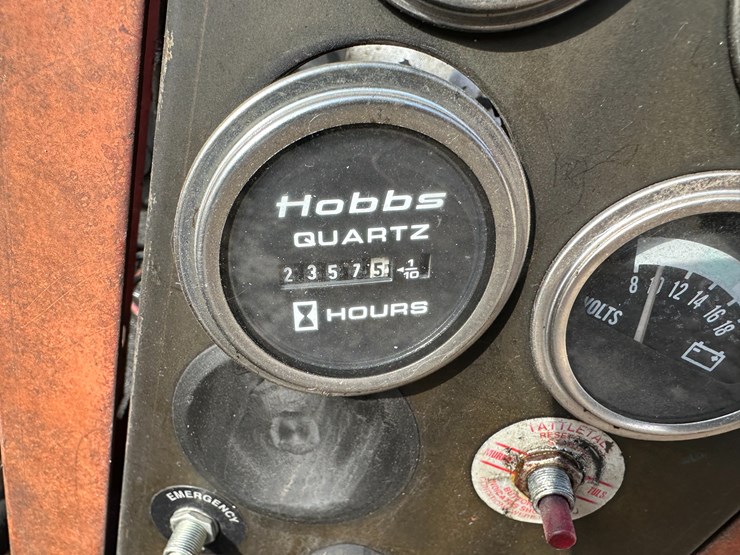 Hobbs
QUARTZ
2 3 5 7 5 ◄ 1/10
HOURS
8 10 12 14 16 18
VOLTS
TATTLETALE
RESET
EMERGENCY